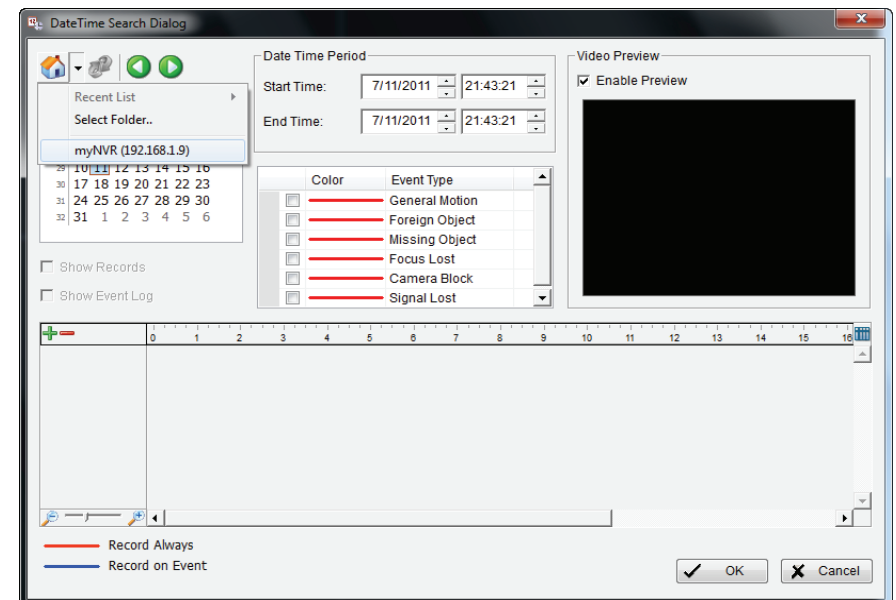 DateTime Search Dialog
Recent List
Select Folder..
myNVR (192.168.1.9)
29 10 11 12 13 14 15 16
30 17 18 19 20 21 22 23
31 24 25 26 27 28 29 30
32 31 1 2 3 4 5 6
Show Records
Show Event Log
Date Time Period
Start Time: 7/11/2011 21:43:21
End Time: 7/11/2011 21:43:21
Color Event Type
General Motion
Foreign Object
Missing Object
Focus Lost
Camera Block
Signal Lost
Video Preview
Enable Preview
0 1 2 3 4 5 6 7 8 9 10 11 12 13 14 15 16
Record Always
Record on Event
OK Cancel